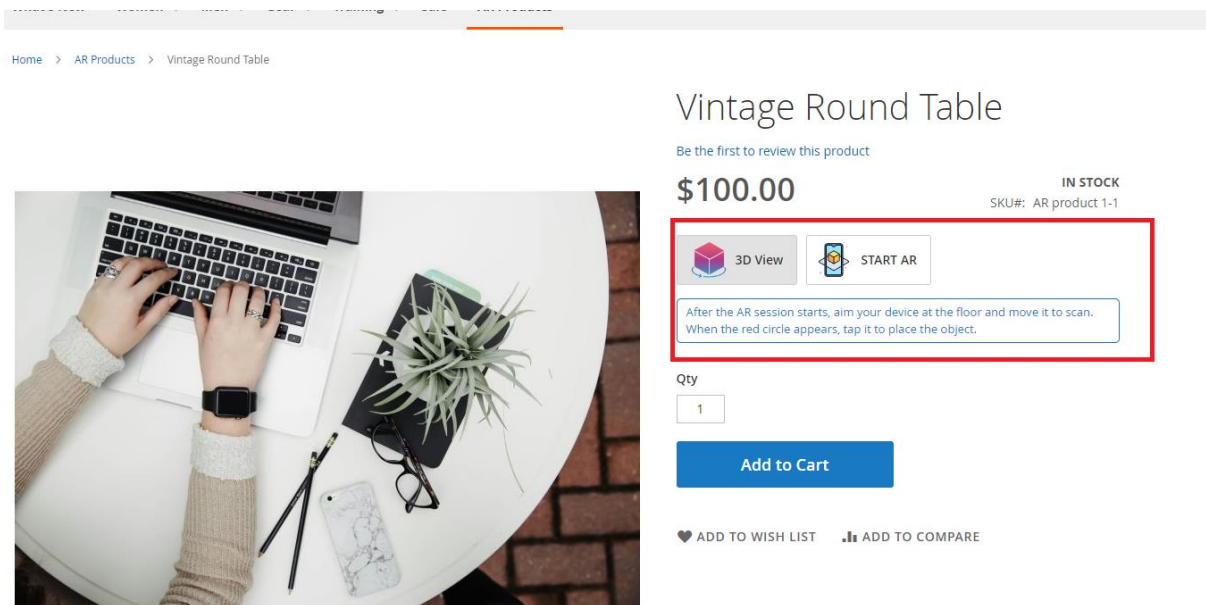 AR Products
Home > AR Products > Vintage Round Table
Vintage Round Table
Be the first to review this product
$100.00
IN STOCK
SKU#: AR product 1-1
3D View
START AR
After the AR session starts, aim your device at the floor and move it to scan.
When the red circle appears, tap it to place the object.
Qty
1
Add to Cart
ADD TO WISH LIST
ADD TO COMPARE